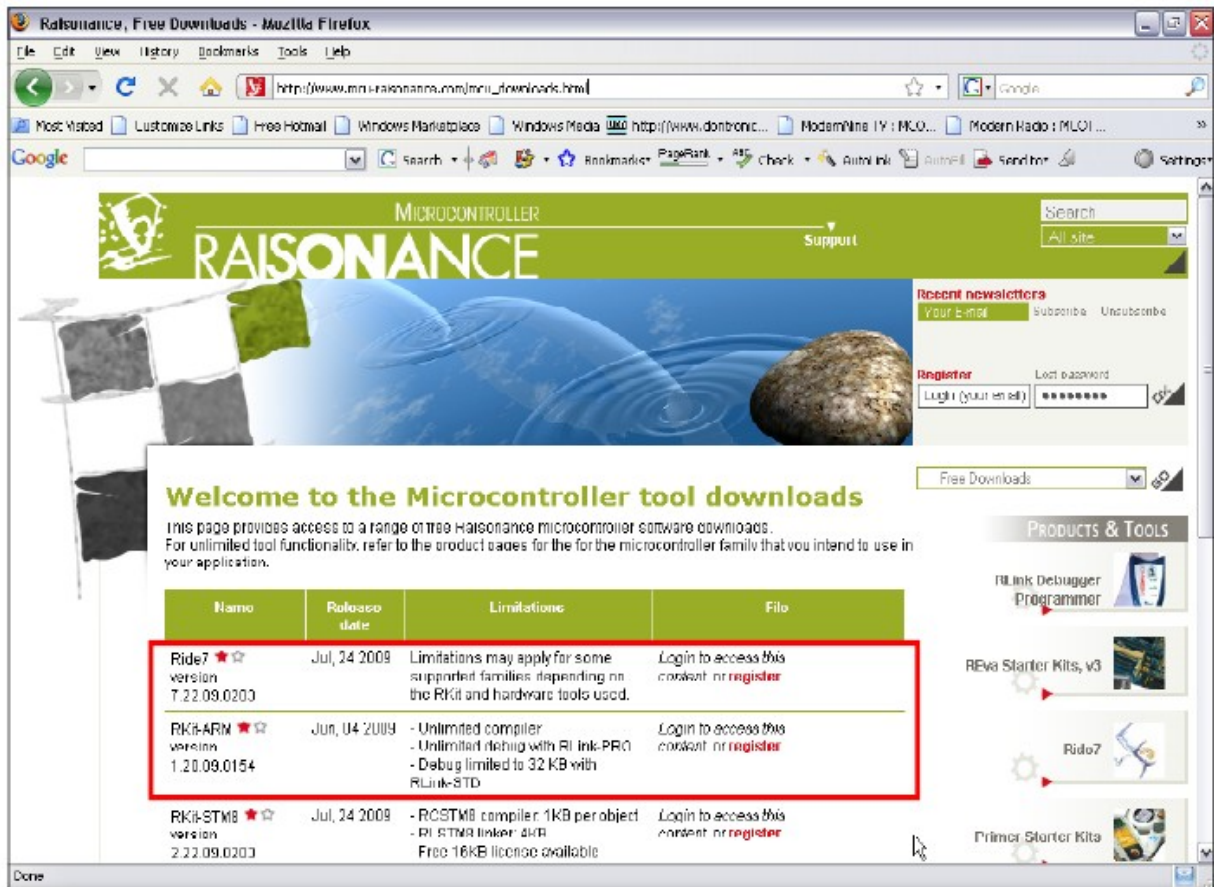 Raisonance, Free Downloads - Mozilla Firefox
File Edit View History Bookmarks Tools Help
http://www.mcu-raisonance.com/mcu_downloads.html
Google
Most Visited Customize Links Free Hotmail Windows Marketplace Windows Media http://www.dontronic... ModernNine TV : MCO... Modern Radio : MCOT ...
Google Search Bookmarks PageRank Check AutoLink AutoFill Send to Settings
MICROCONTROLLER
RAISONANCE
Support
Search
All site
Recent newsletters
Your E-mail Subscribe Unsubscribe
Register Lost password
Login (your email) ••••••••
Free Downloads GO
Welcome to the Microcontroller tool downloads
This page provides access to a range of free Raisonance microcontroller software downloads.
For unlimited tool functionality, refer to the product pages for the for the microcontroller family that you intend to use in
your application.
Name Release date Limitations File
Ride7 version 7.22.09.0203
Jul, 24 2009
Limitations may apply for some
supported families depending on
the RKit and hardware tools used.
Login to access this
content or register
RKit-ARM version 1.20.09.0154
Jun, 04 2009
- Unlimited compiler
- Unlimited debug with RLink-PRO
- Debug limited to 32 KB with
RLink-STD
Login to access this
content or register
RKit-STM8 version 2.22.09.0203
Jul, 24 2009
- RCSTM8 compiler: 1KB per object
- RLSTM8 linker: 4KB
Free 16KB license available
Login to access this
content or register
PRODUCTS & TOOLS
RLink Debugger
Programmer
REva Starter Kits, v3
Ride7
Primer Starter Kits
Done